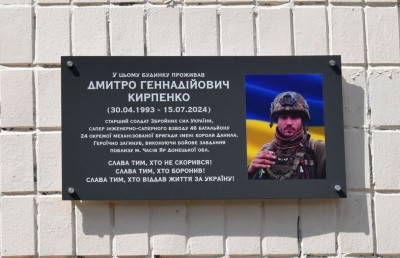 У ЦЬОМУ БУДИНКУ ПРОЖИВАВ
ДМИТРО ГЕННАДІЙОВИЧ
КИРПЕНКО
(30.04.1993 - 15.07.2024)
СТАРШИЙ СОЛДАТ ЗБРОЙНИХ СИЛ УКРАЇНИ,
САПЕР ІНЖЕНЕРНО-САПЕРНОГО ВЗВОДУ 46 БАТАЛЬЙОНУ
24 ОКРЕМОЇ МЕХАНІЗОВАНОЇ БРИГАДИ ІМЕНІ КОРОЛЯ ДАНИЛА,
ГЕРОЇЧНО ЗАГИНУВ, ВИКОНУЮЧИ БОЙОВЕ ЗАВДАННЯ
ПОБЛИЗУ М. ЧАСІВ ЯР ДОНЕЦЬКОЇ ОБЛ.
СЛАВА ТИМ, ХТО НЕ СКОРИВСЯ!
СЛАВА ТИМ, ХТО БОРОНИВ!
СЛАВА ТИМ, ХТО ВІДДАВ ЖИТТЯ ЗА УКРАЇНУ!